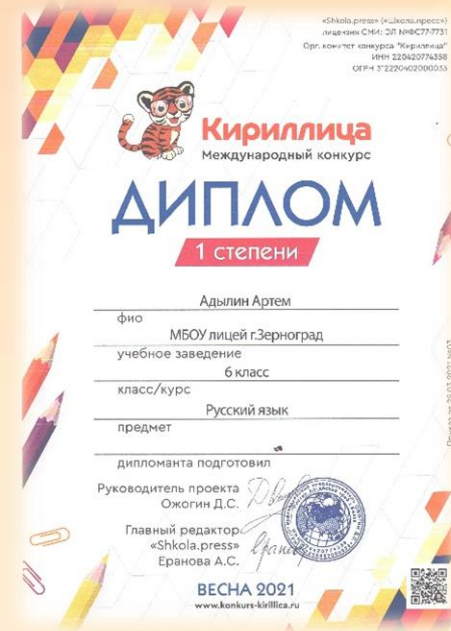 «Shkola.press» («Школа.пресс»)
лицензия СМИ: ЭЛ №ФС77-7731
Орг. комитет конкурса "Кириллица"
ИНН 220420774358
Кириллица
Международный конкурс
ДИПЛОМ
1 степени
Адылин Артем
фио
МБОУ лицей г.Зерноград
учебное заведение
6 класс
класс/курс
Русский язык
предмет
дипломанта подготовил
Руководитель проекта
Ожогин Д.С.
Главный редактор
«Shkola.press»
Еранова А.С.
ВЕСНА 2021
www.konkurs-kirillica.ru